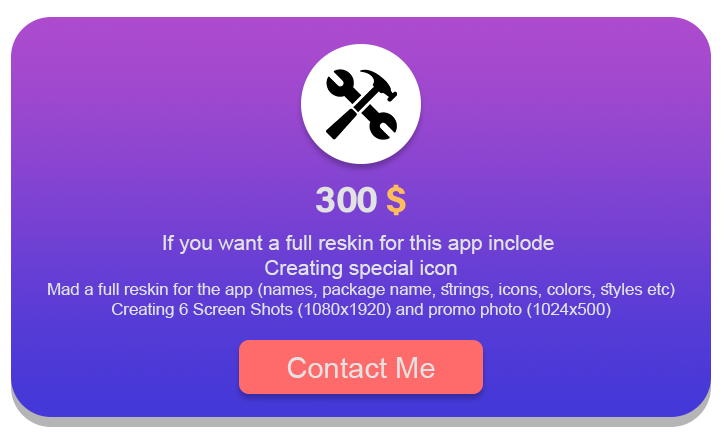 300 $
If you want a full reskin for this app inclode
Creating special icon
Mad a full reskin for the app (names, package name, strings, icons, colors, styles etc)
Creating 6 Screen Shots (1080x1920) and promo photo (1024x500)
Contact Me